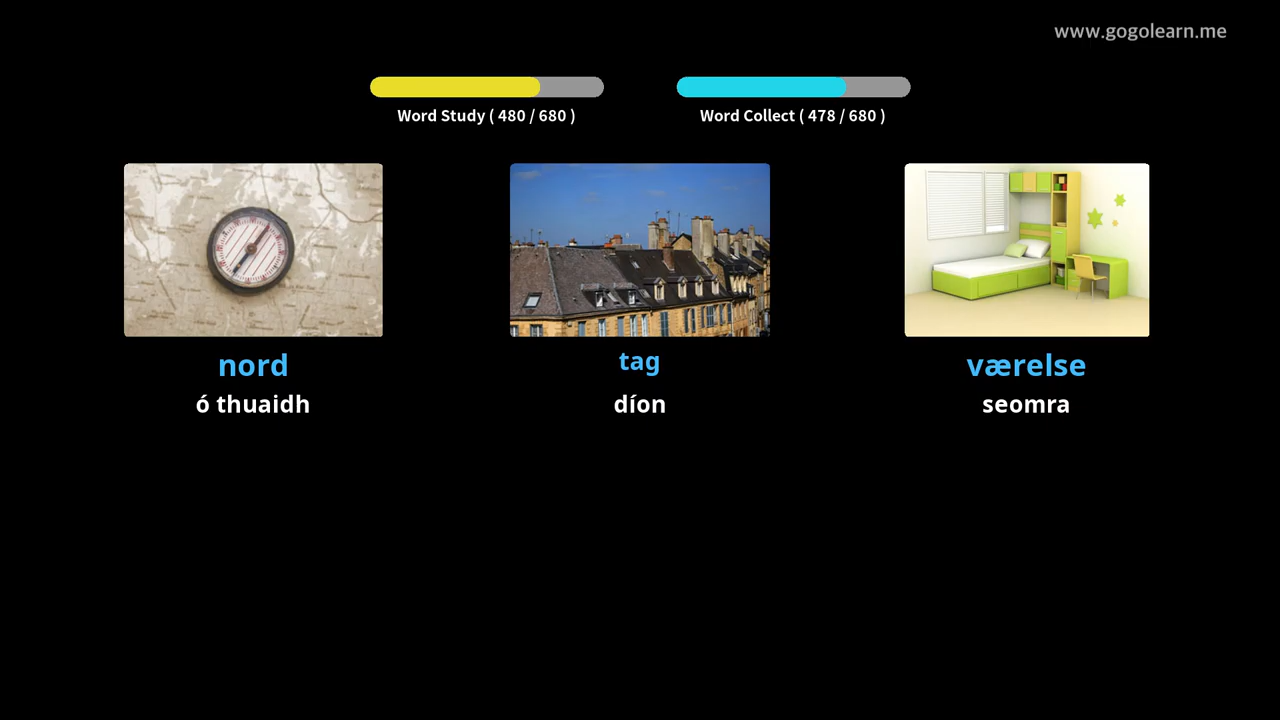 www.gogolearn.me
Word Study ( 480 / 680 )
Word Collect ( 478 / 680 )
nord
tag
værelse
ó thuaidh
díon
seomra